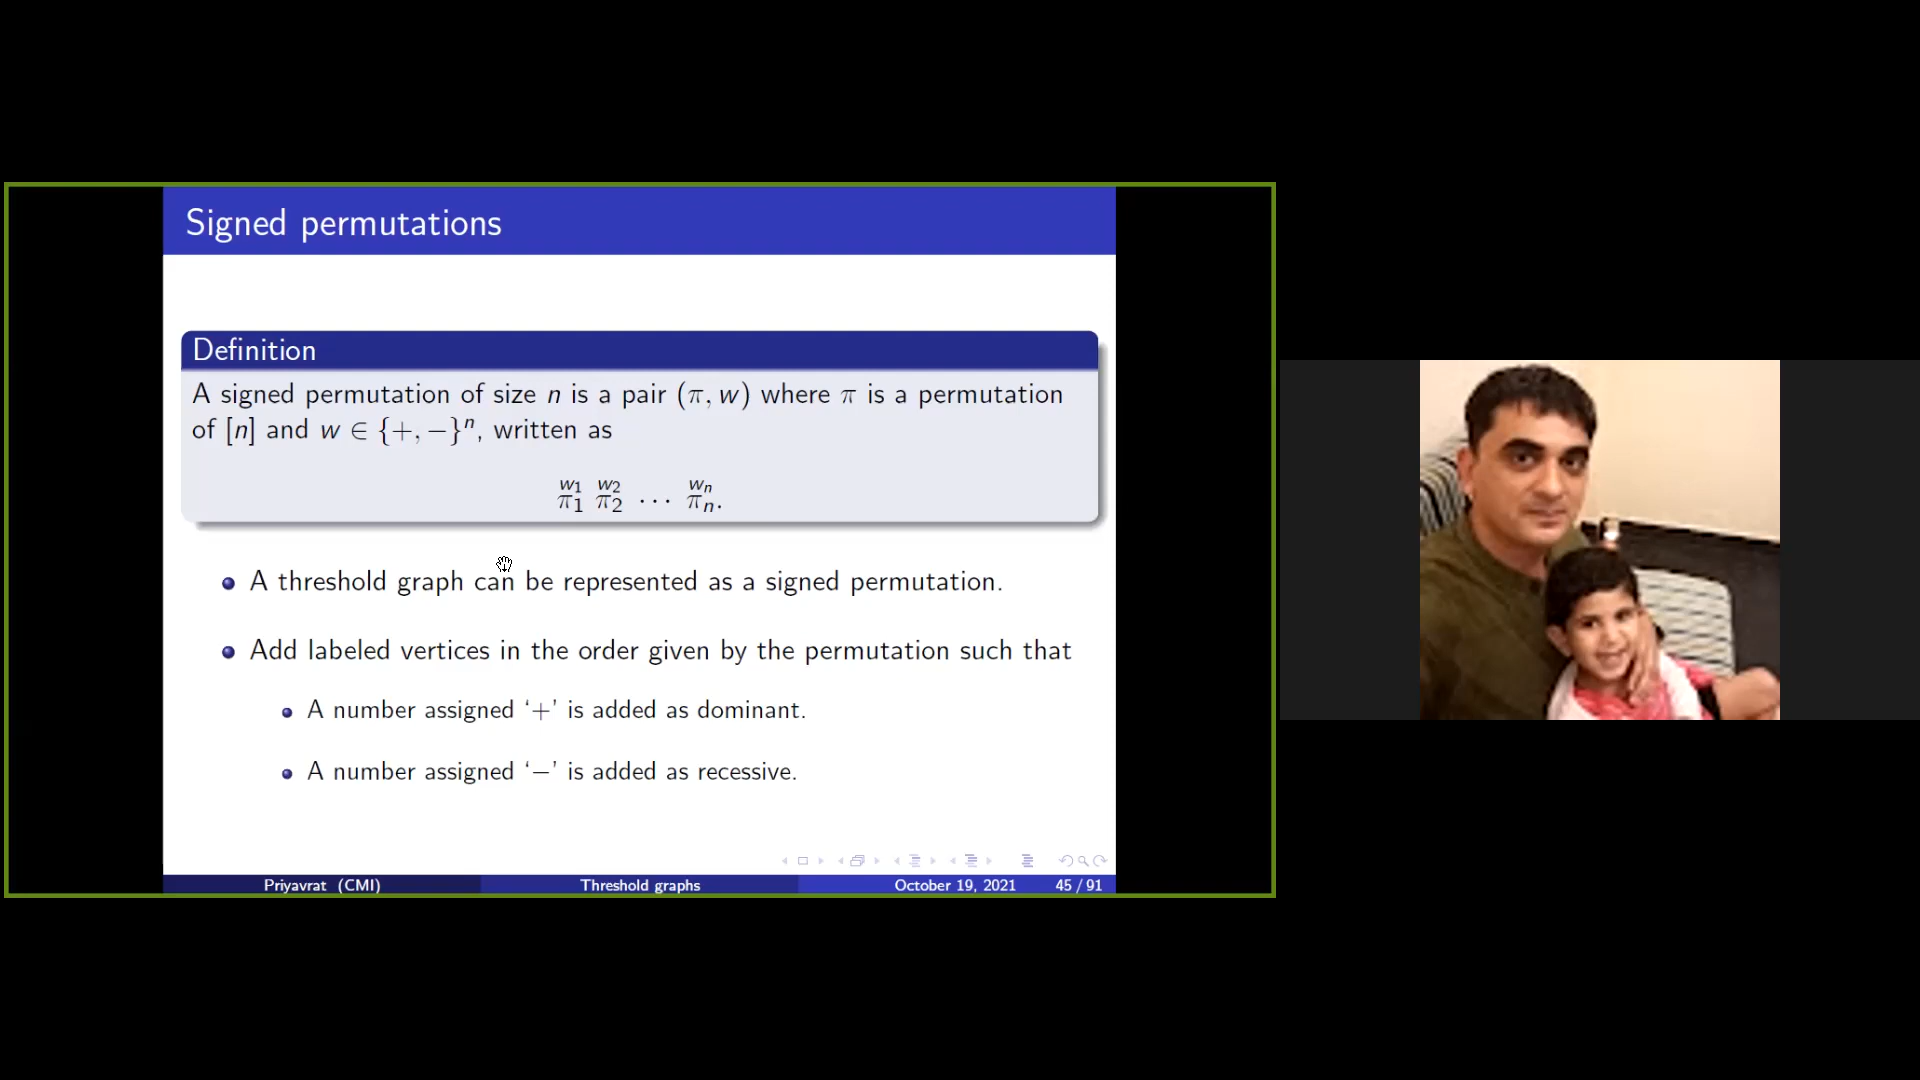 Signed permutations
Definition
A signed permutation of size n is a pair (π, w) where π is a permutation
of [n] and w ∈ {+, −}ⁿ, written as
w₁ w₂ wₙ
π₁ π₂ ⋯ πₙ.
A threshold graph can be represented as a signed permutation.
Add labeled vertices in the order given by the permutation such that
A number assigned ‘+’ is added as dominant.
A number assigned ‘−’ is added as recessive.
Priyavrat (CMI) Threshold graphs October 19, 2021 45 / 91